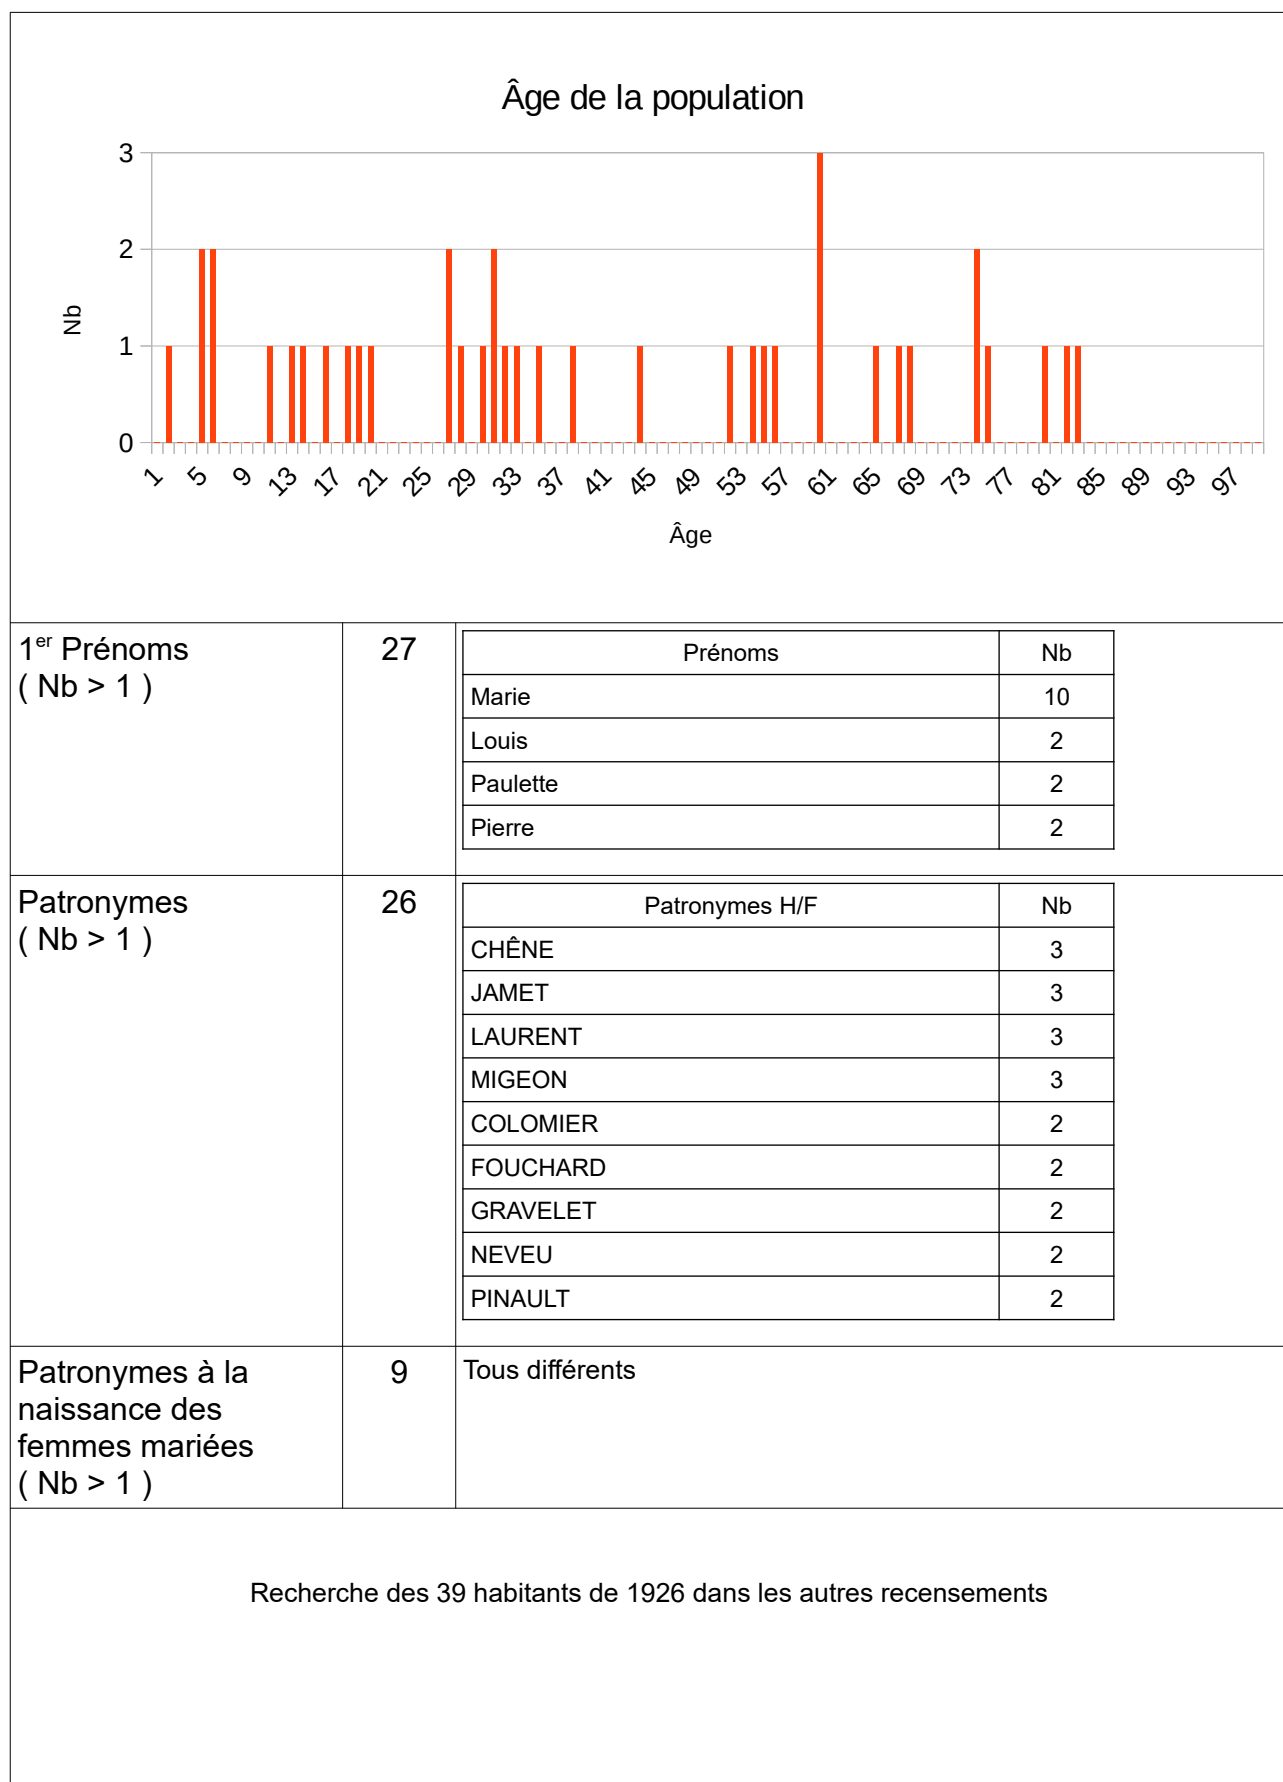 Âge de la population
3
2
1
0
Nb
1 5 9 13 17 21 25 29 33 37 41 45 49 53 57 61 65 69 73 77 81 85 89 93 97
Âge
1er Prénoms
( Nb > 1 )
27
Prénoms Nb
Marie 10
Louis 2
Paulette 2
Pierre 2
Patronymes
( Nb > 1 )
26
Patronymes H/F Nb
CHÊNE 3
JAMET 3
LAURENT 3
MIGEON 3
COLOMIER 2
FOUCHARD 2
GRAVELET 2
NEVEU 2
PINAULT 2
Patronymes à la
naissance des
femmes mariées
( Nb > 1 )
9
Tous différents
Recherche des 39 habitants de 1926 dans les autres recensements